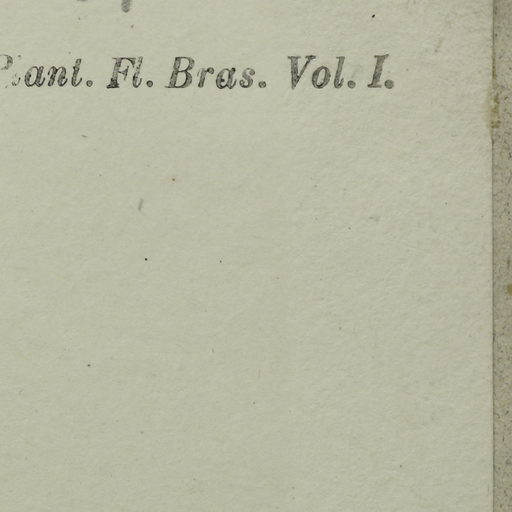 Plant. Fl. Bras. Vol. I.